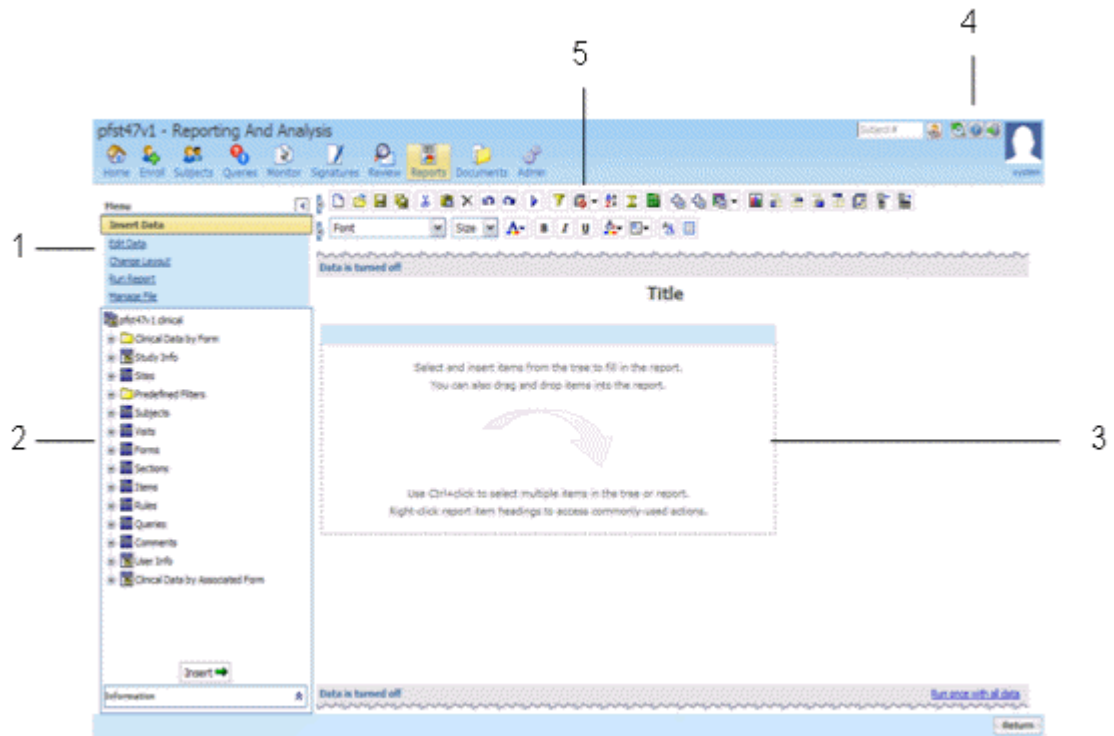 4
5
pfst47v1 - Reporting And Analysis
Subject #
Home Enroll Subjects Queries Monitor Signatures Review Reports Documents Admin
system
Menu
Insert Data
Font Size A B I U
1
Edit Data
Change Layout
Run Report
Manage File
Data is turned off
Title
pfst47v1 clinical
Clinical Data by Form
Study Info
Sites
Predefined Filters
Subjects
Visits
Forms
Sections
Items
Rules
Queries
Comments
User Info
Clinical Data by Associated Form
2
Select and insert items from the tree to fill in the report.
You can also drag and drop items into the report.
3
Use Ctrl+click to select multiple items in the tree or report.
Right-click report item headings to access commonly-used actions.
Insert
Information
Data is turned off
Run once with all data
Return